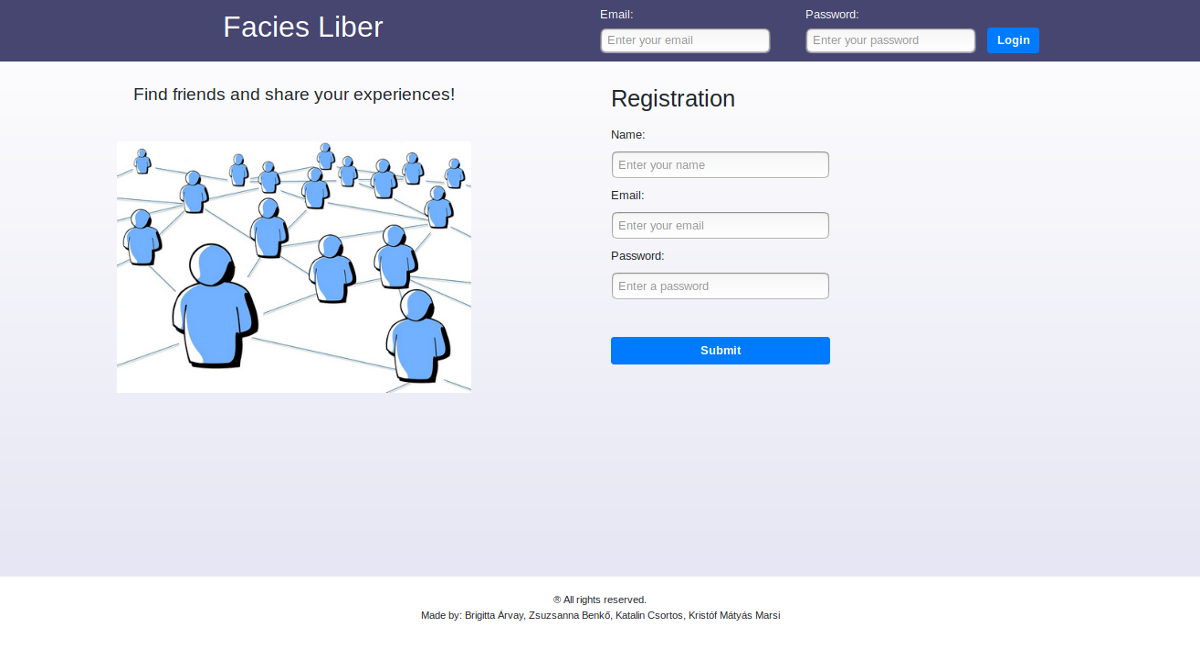 Facies Liber
Email:
Enter your email
Password:
Enter your password
Login
Find friends and share your experiences!
Registration
Name:
Enter your name
Email:
Enter your email
Password:
Enter a password
Submit
® All rights reserved.
Made by: Brigitta Árvay, Zsuzsanna Benkő, Katalin Csortos, Kristóf Mátyás Marsi